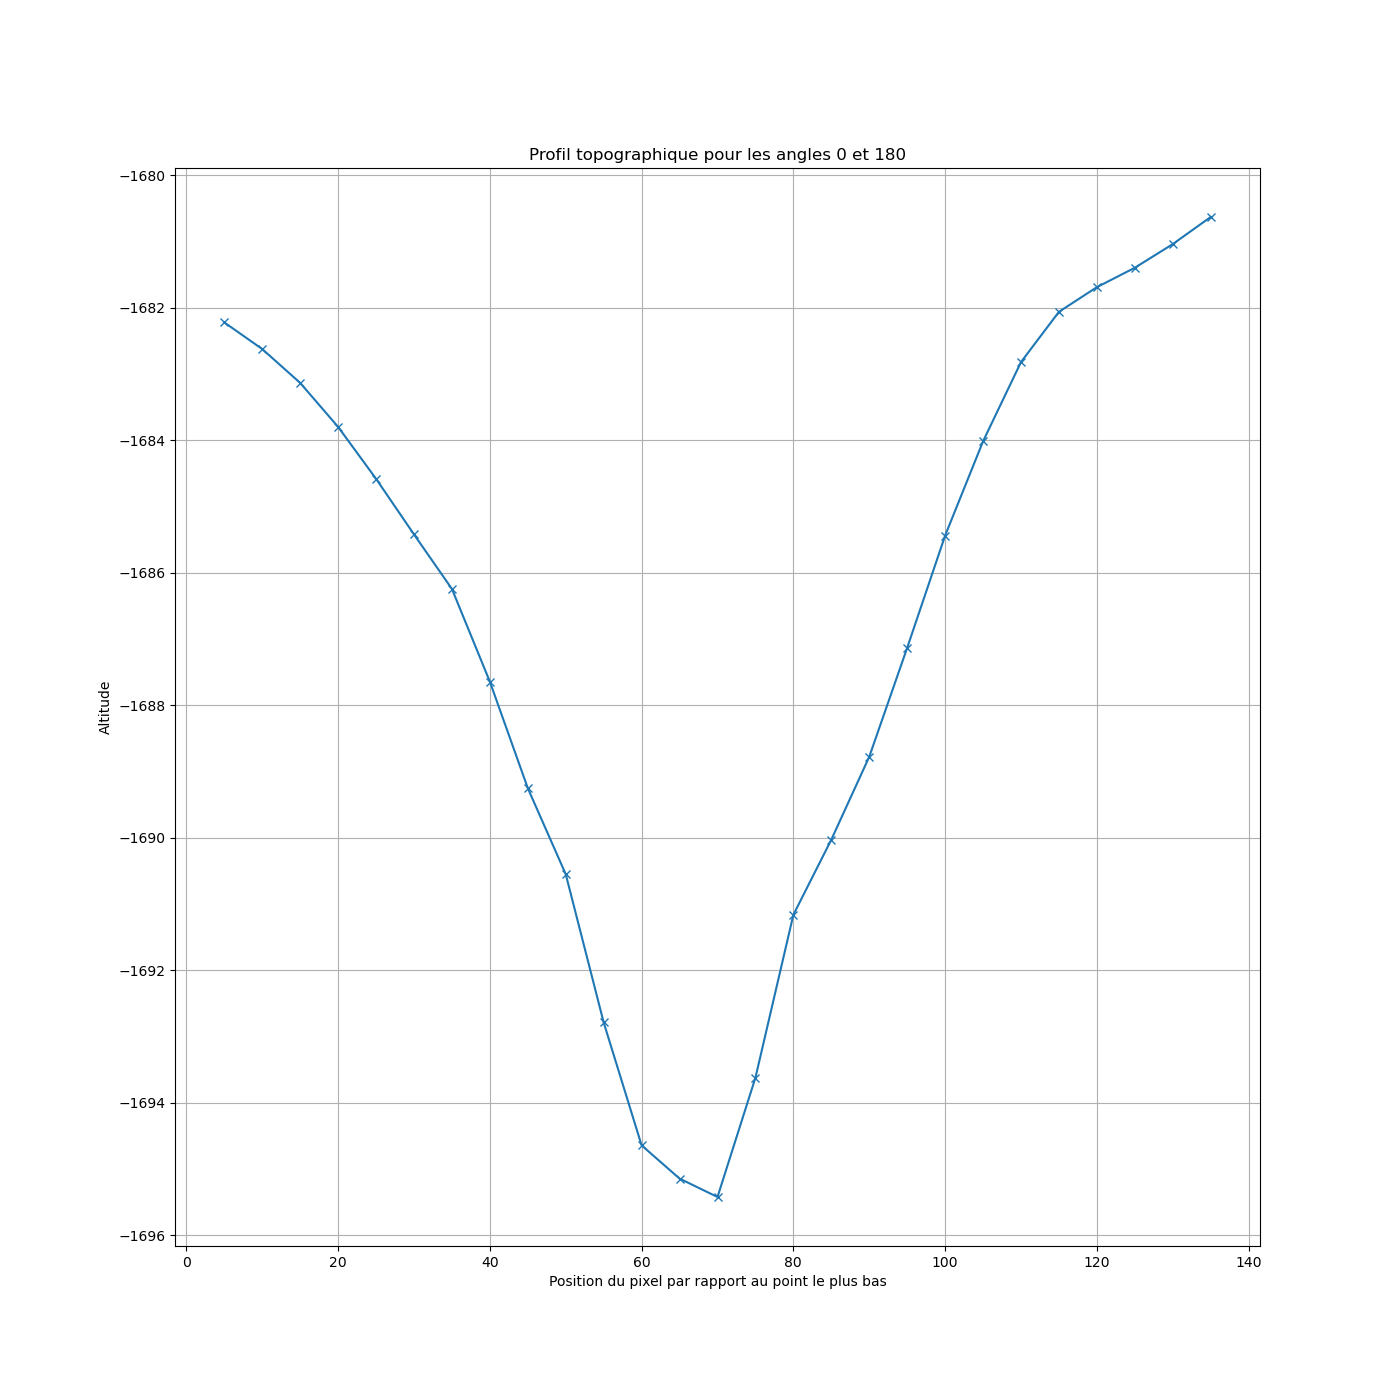 Profil topographique pour les angles 0 et 180
−1680
−1682
−1684
−1686
−1688
−1690
−1692
−1694
−1696
Altitude
0 20 40 60 80 100 120 140
Position du pixel par rapport au point le plus bas